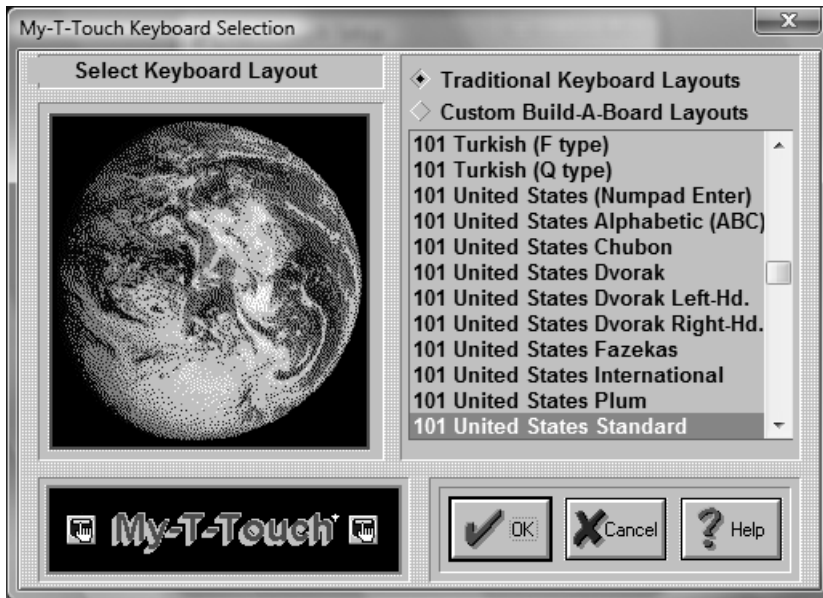 My-T-Touch Keyboard Selection
Select Keyboard Layout
Traditional Keyboard Layouts
Custom Build-A-Board Layouts
101 Turkish (F type)
101 Turkish (Q type)
101 United States (Numpad Enter)
101 United States Alphabetic (ABC)
101 United States Chubon
101 United States Dvorak
101 United States Dvorak Left-Hd.
101 United States Dvorak Right-Hd.
101 United States Fazekas
101 United States International
101 United States Plum
101 United States Standard
My-T-Touch
OK
Cancel
Help